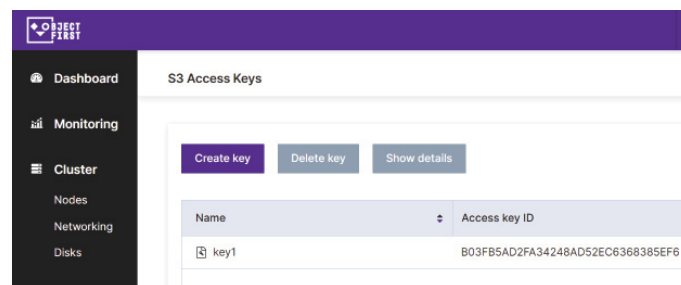 OBJECT
FIRST
Dashboard
S3 Access Keys
Monitoring
Create key
Delete key
Show details
Cluster
Nodes
Name
Access key ID
Networking
Disks
key1
B03FB5AD2FA34248AD52EC6368385EF6